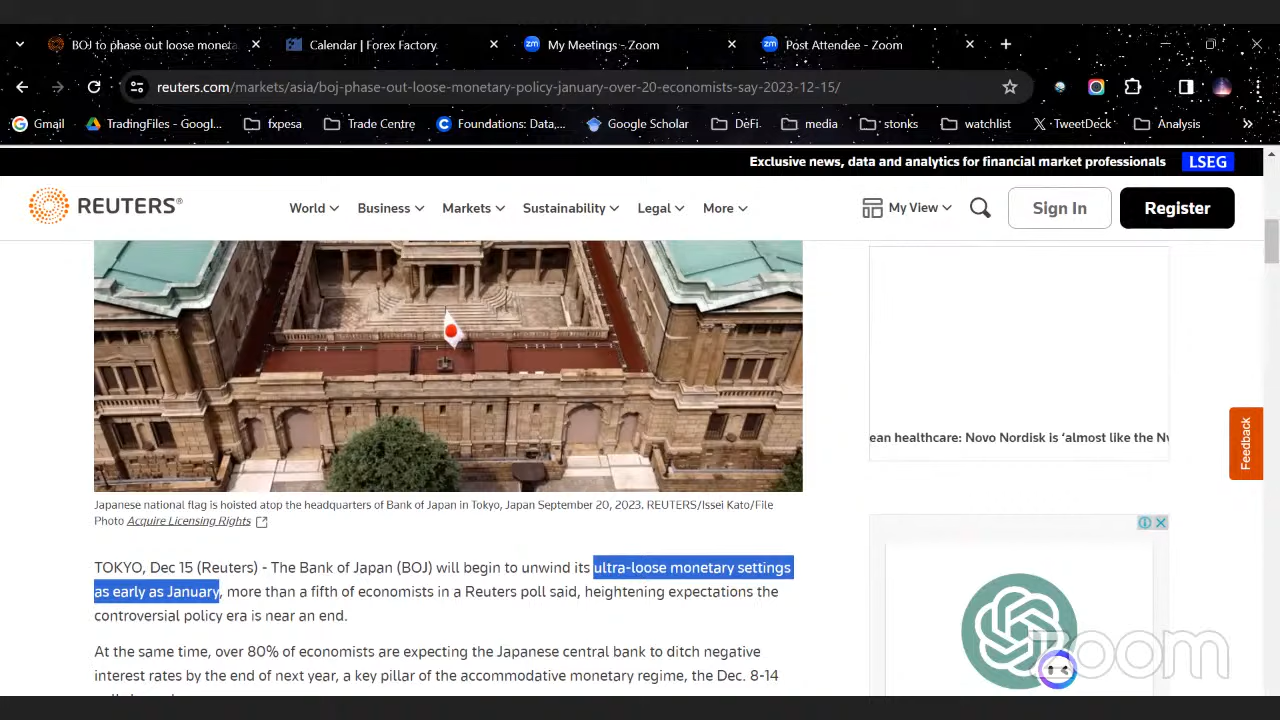 BOJ to phase out loose moneta
Calendar | Forex Factory
My Meetings - Zoom
Post Attendee - Zoom
reuters.com/markets/asia/boj-phase-out-loose-monetary-policy-january-over-20-economists-say-2023-12-15/
Gmail
TradingFiles - Googl...
fxpesa
Trade Centre
Foundations: Data,...
Google Scholar
DeFi
media
stonks
watchlist
TweetDeck
Analysis
Exclusive news, data and analytics for financial market professionals LSEG
REUTERS®
World
Business
Markets
Sustainability
Legal
More
My View
Sign In
Register
ean healthcare: Novo Nordisk is ‘almost like the Nv
Feedback
Japanese national flag is hoisted atop the headquarters of Bank of Japan in Tokyo, Japan September 20, 2023. REUTERS/Issei Kato/File
Photo Acquire Licensing Rights
TOKYO, Dec 15 (Reuters) - The Bank of Japan (BOJ) will begin to unwind its ultra-loose monetary settings
as early as January, more than a fifth of economists in a Reuters poll said, heightening expectations the
controversial policy era is near an end.
At the same time, over 80% of economists are expecting the Japanese central bank to ditch negative
interest rates by the end of next year, a key pillar of the accommodative monetary regime, the Dec. 8-14
zoom